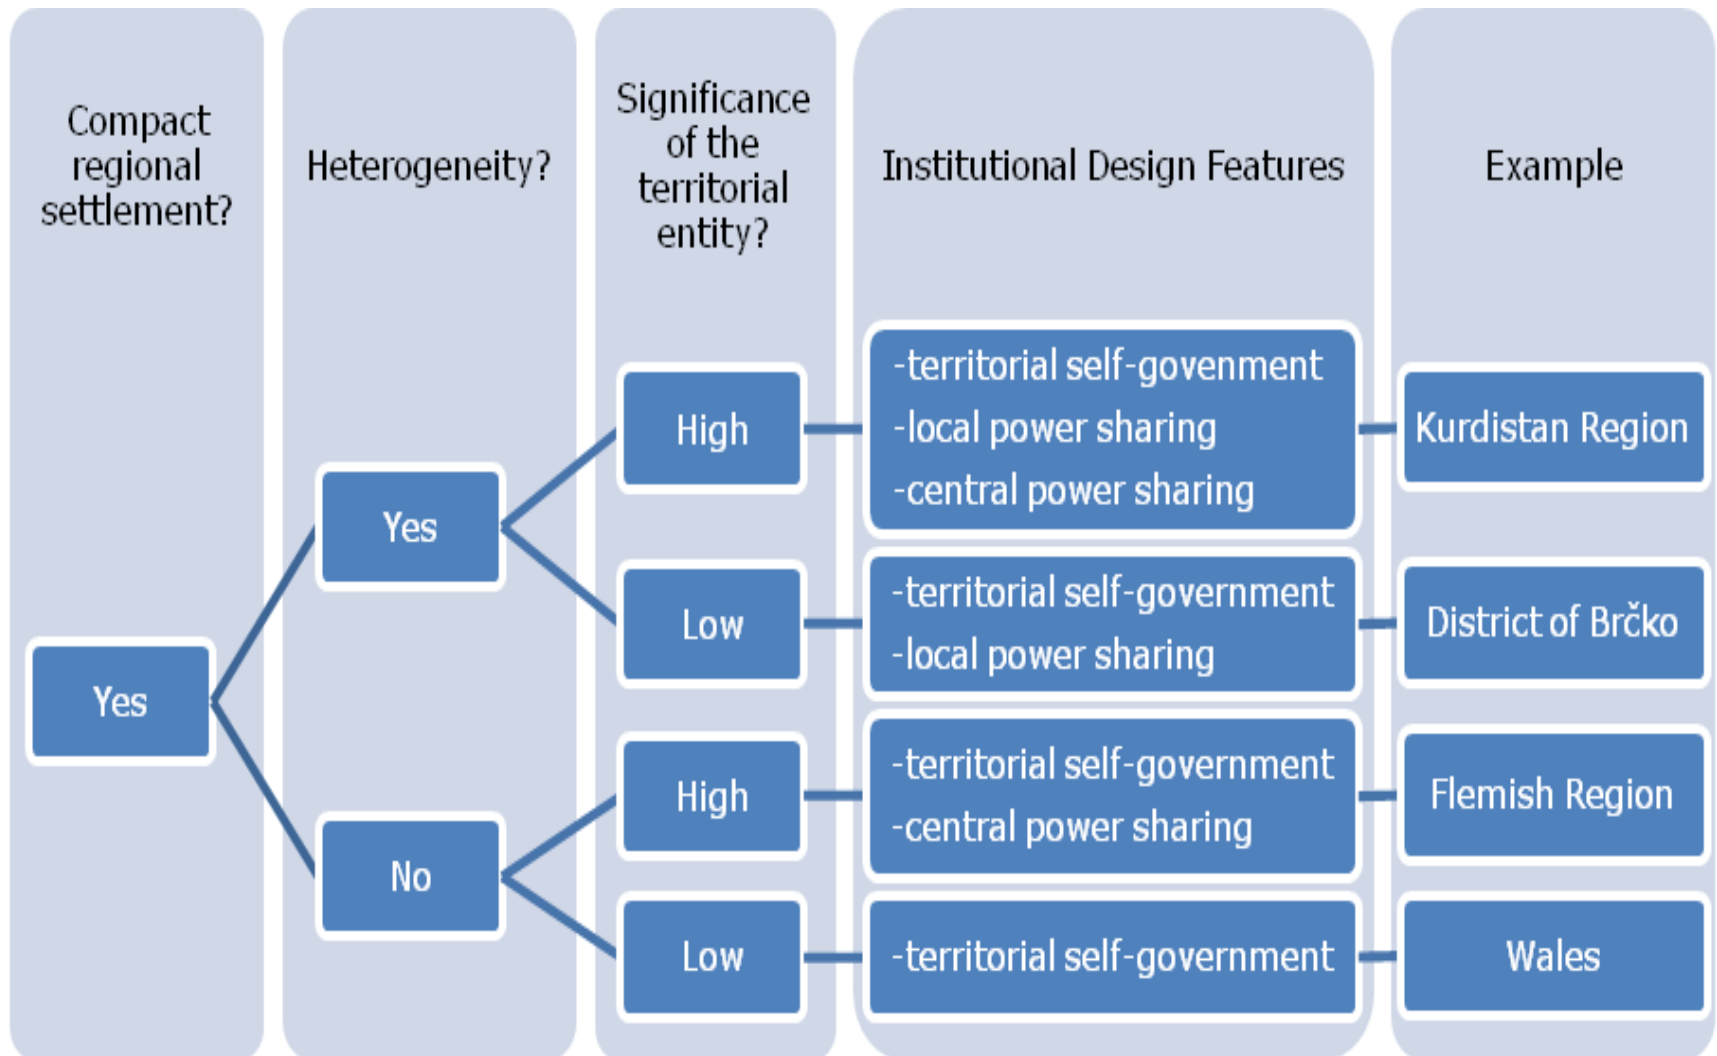 Compact
regional
settlement?
Heterogeneity?
Significance
of the
territorial
entity?
Institutional Design Features
Example
Yes
Yes
No
High
Low
High
Low
-territorial self-govenment
-local power sharing
-central power sharing
-territorial self-government
-local power sharing
-territorial self-government
-central power sharing
-territorial self-government
Kurdistan Region
District of Brčko
Flemish Region
Wales